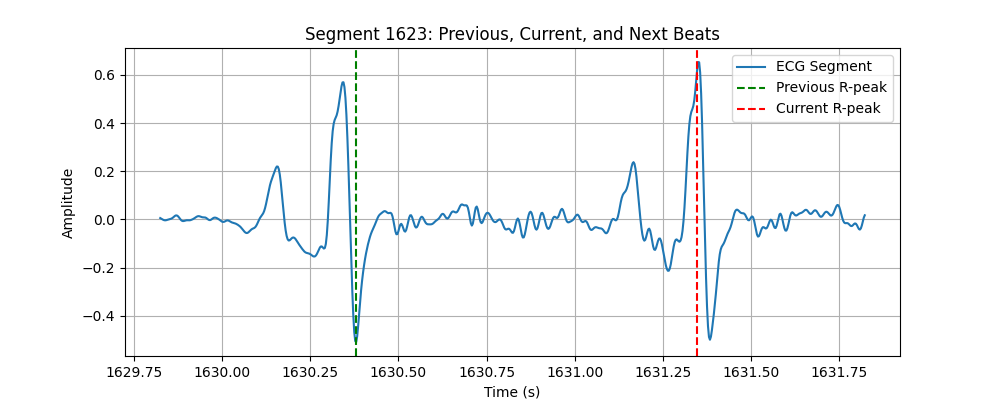 Segment 1623: Previous, Current, and Next Beats
ECG Segment
Previous R-peak
Current R-peak
Amplitude
0.6
0.4
0.2
0.0
−0.2
−0.4
1629.75 1630.00 1630.25 1630.50 1630.75 1631.00 1631.25 1631.50 1631.75
Time (s)